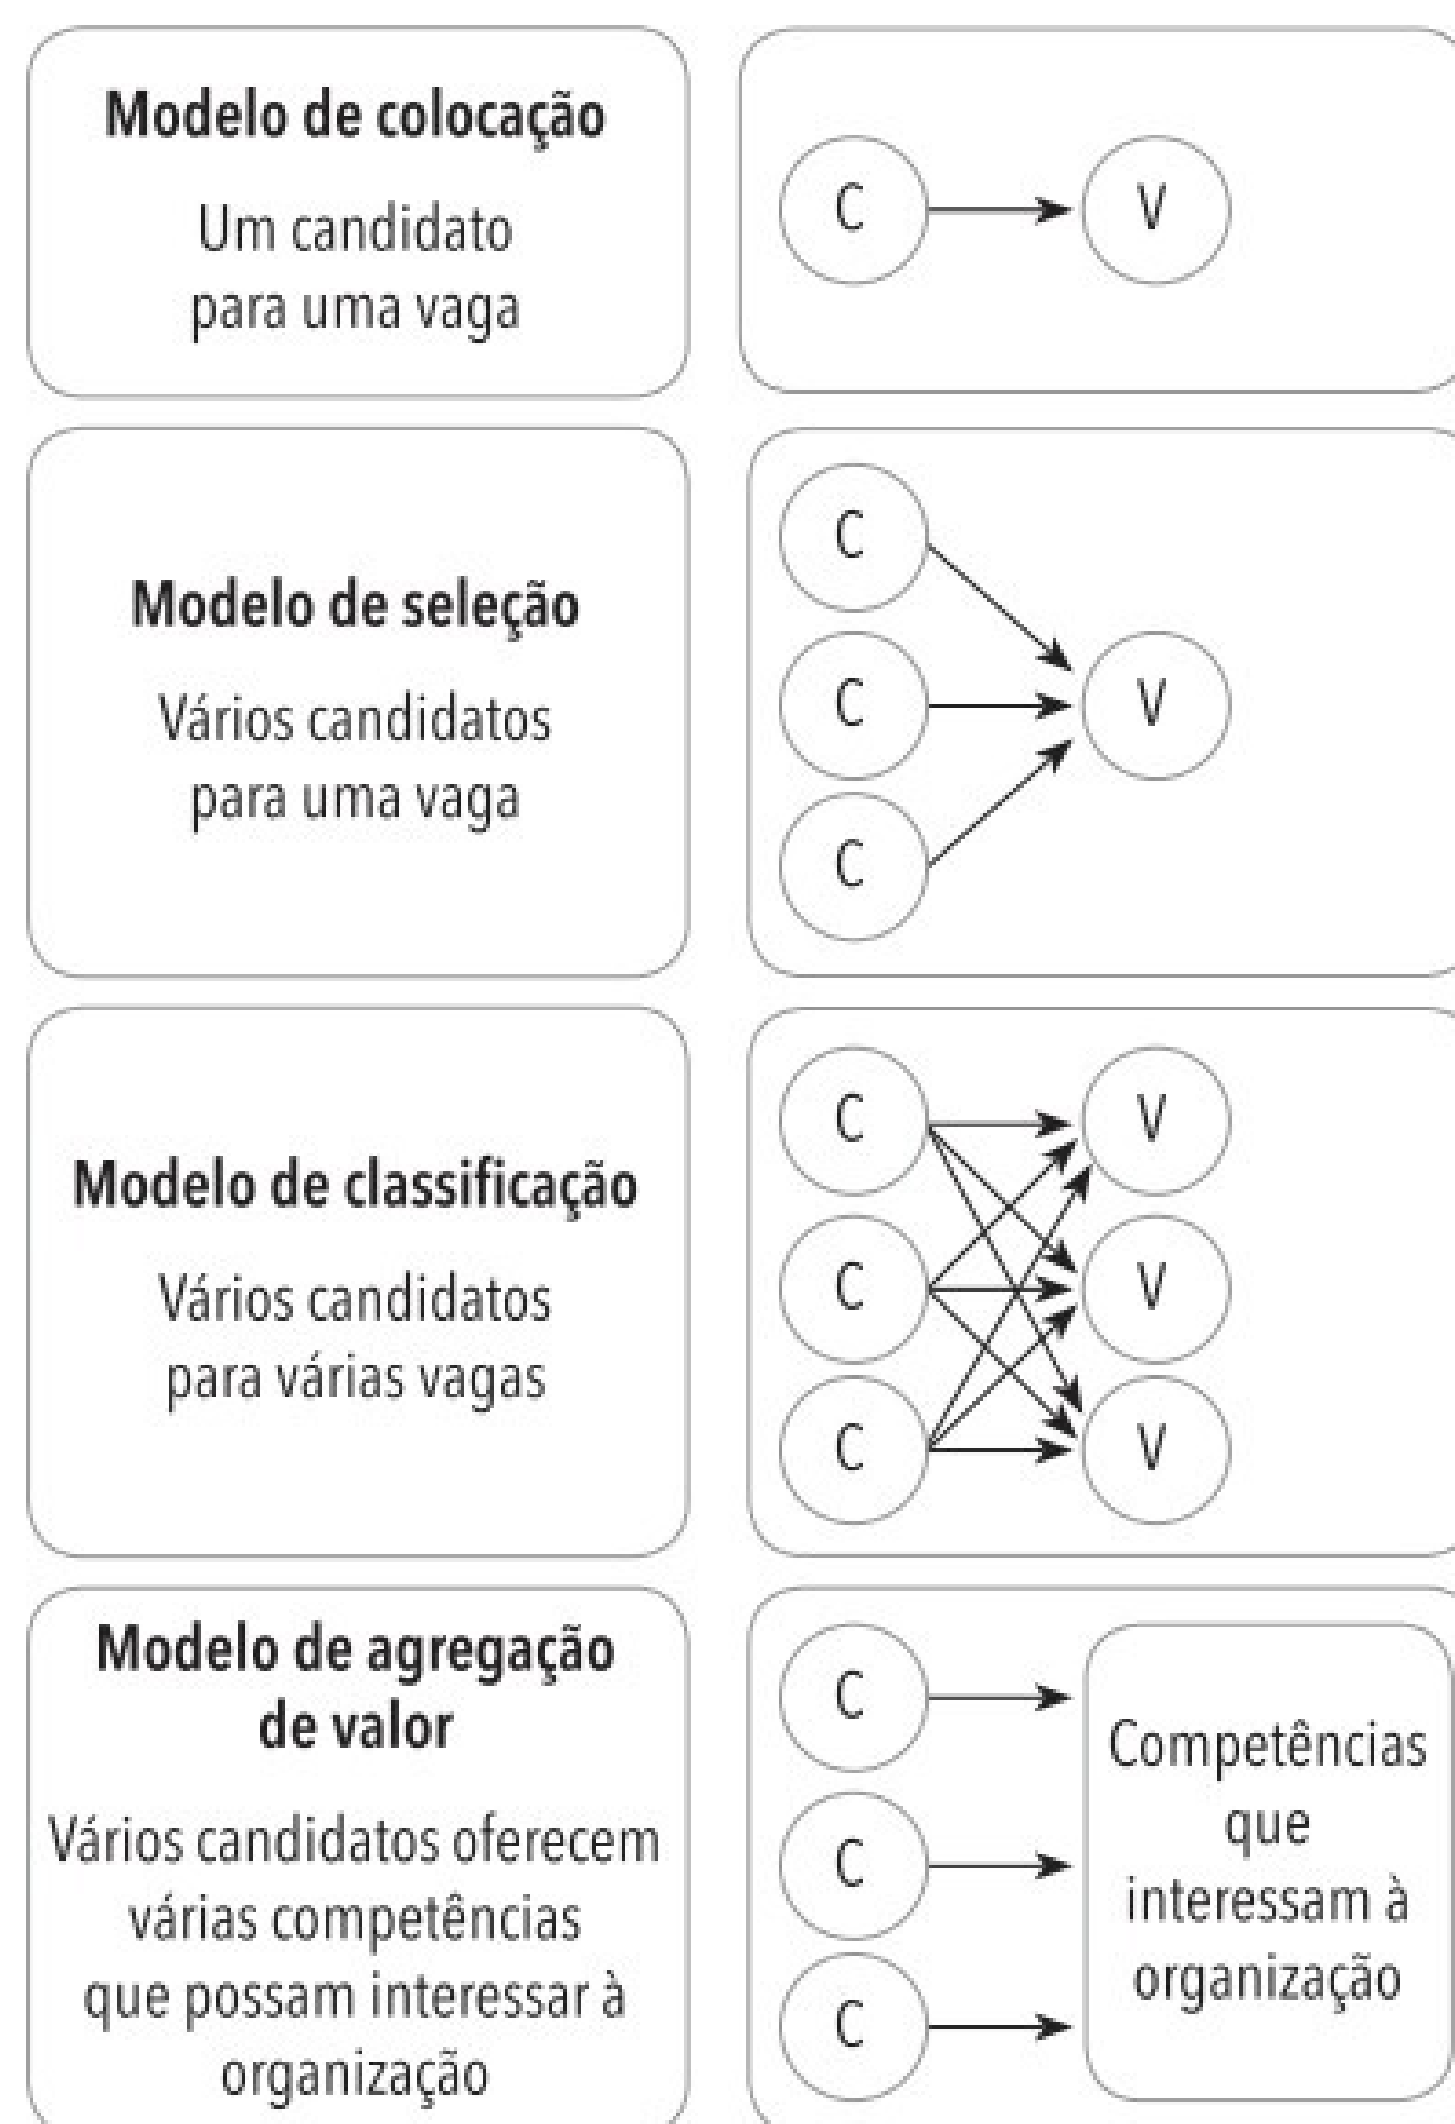 Modelo de colocação
Um candidato
para uma vaga
C
V
Modelo de seleção
Vários candidatos
para uma vaga
C
C
C
V
Modelo de classificação
Vários candidatos
para várias vagas
C
V
C
V
C
V
Modelo de agregação
de valor
Vários candidatos oferecem
várias competências
que possam interessar à
organização
C
C
C
Competências
que
interessam à
organização